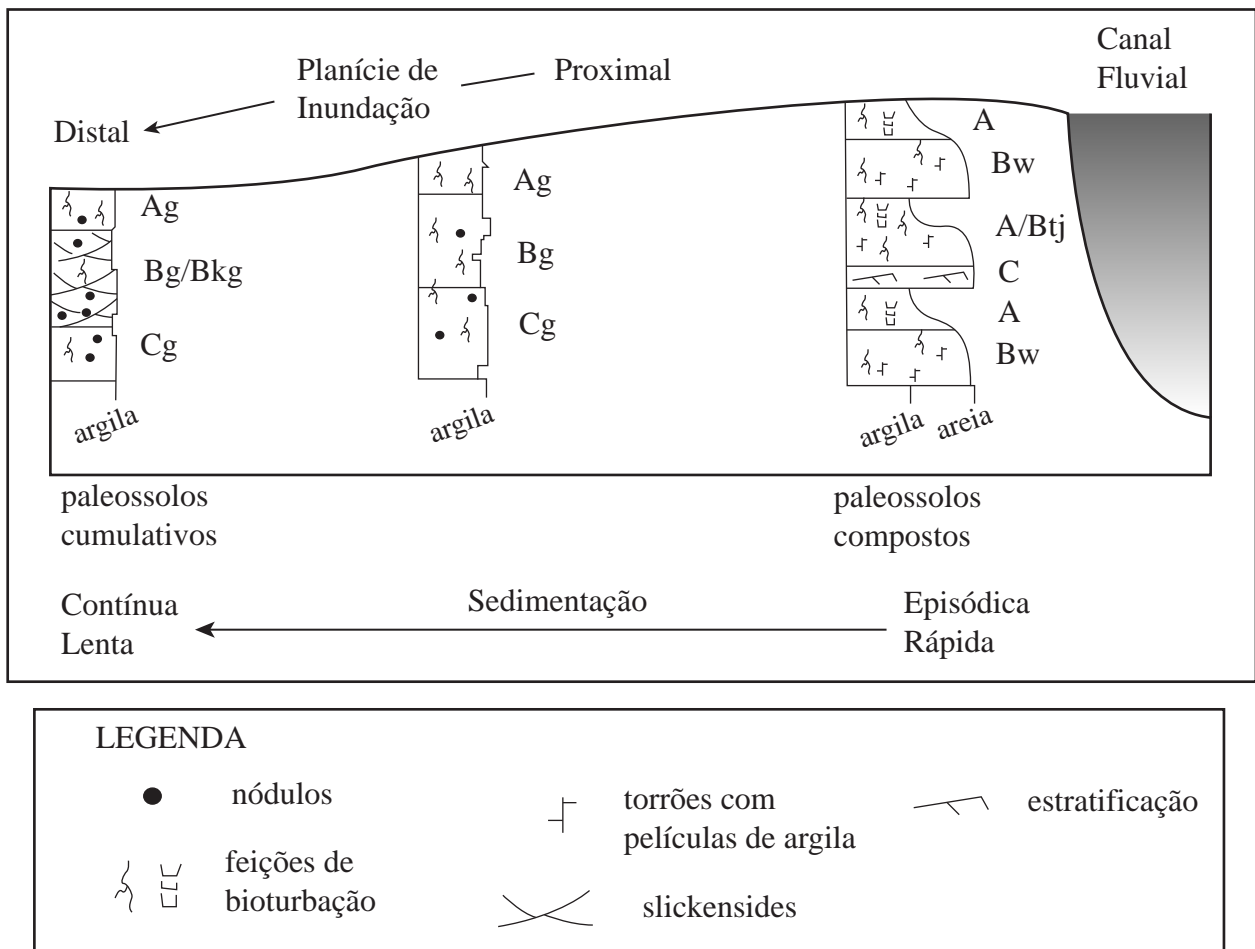 Canal
Fluvial
Planície de
Inundação
Proximal
Distal
Ag
Bg/Bkg
Cg
argila
Ag
Bg
Cg
argila
A
Bw
A/Btj
C
A
Bw
argila
areia
paleossolos
cumulativos
paleossolos
compostos
Contínua
Lenta
Sedimentação
Episódica
Rápida
LEGENDA
nódulos
feições de
bioturbação
torrões com
películas de argila
slickensides
estratificação